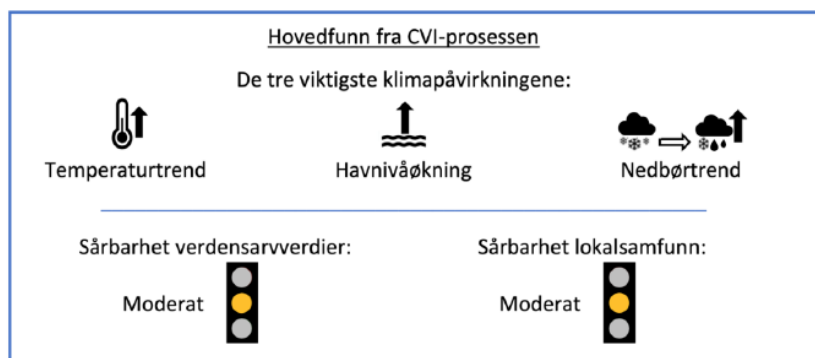 Hovedfunn fra CVI-prosessen
De tre viktigste klimapåvirkningene:
Temperaturtrend
Havnivåøkning
Nedbørtrend
Sårbarhet verdensarvverdier:
Moderat
Sårbarhet lokalsamfunn:
Moderat